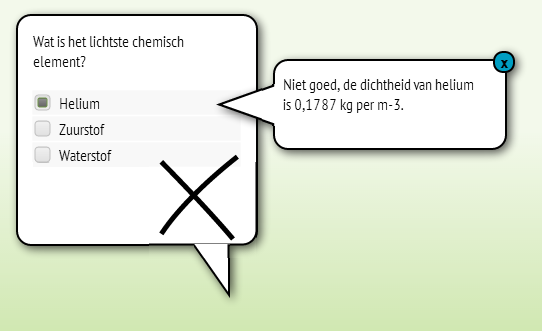 Wat is het lichtste chemisch
element?
Helium
Zuurstof
Waterstof
x
Niet goed, de dichtheid van helium
is 0,1787 kg per m-3.